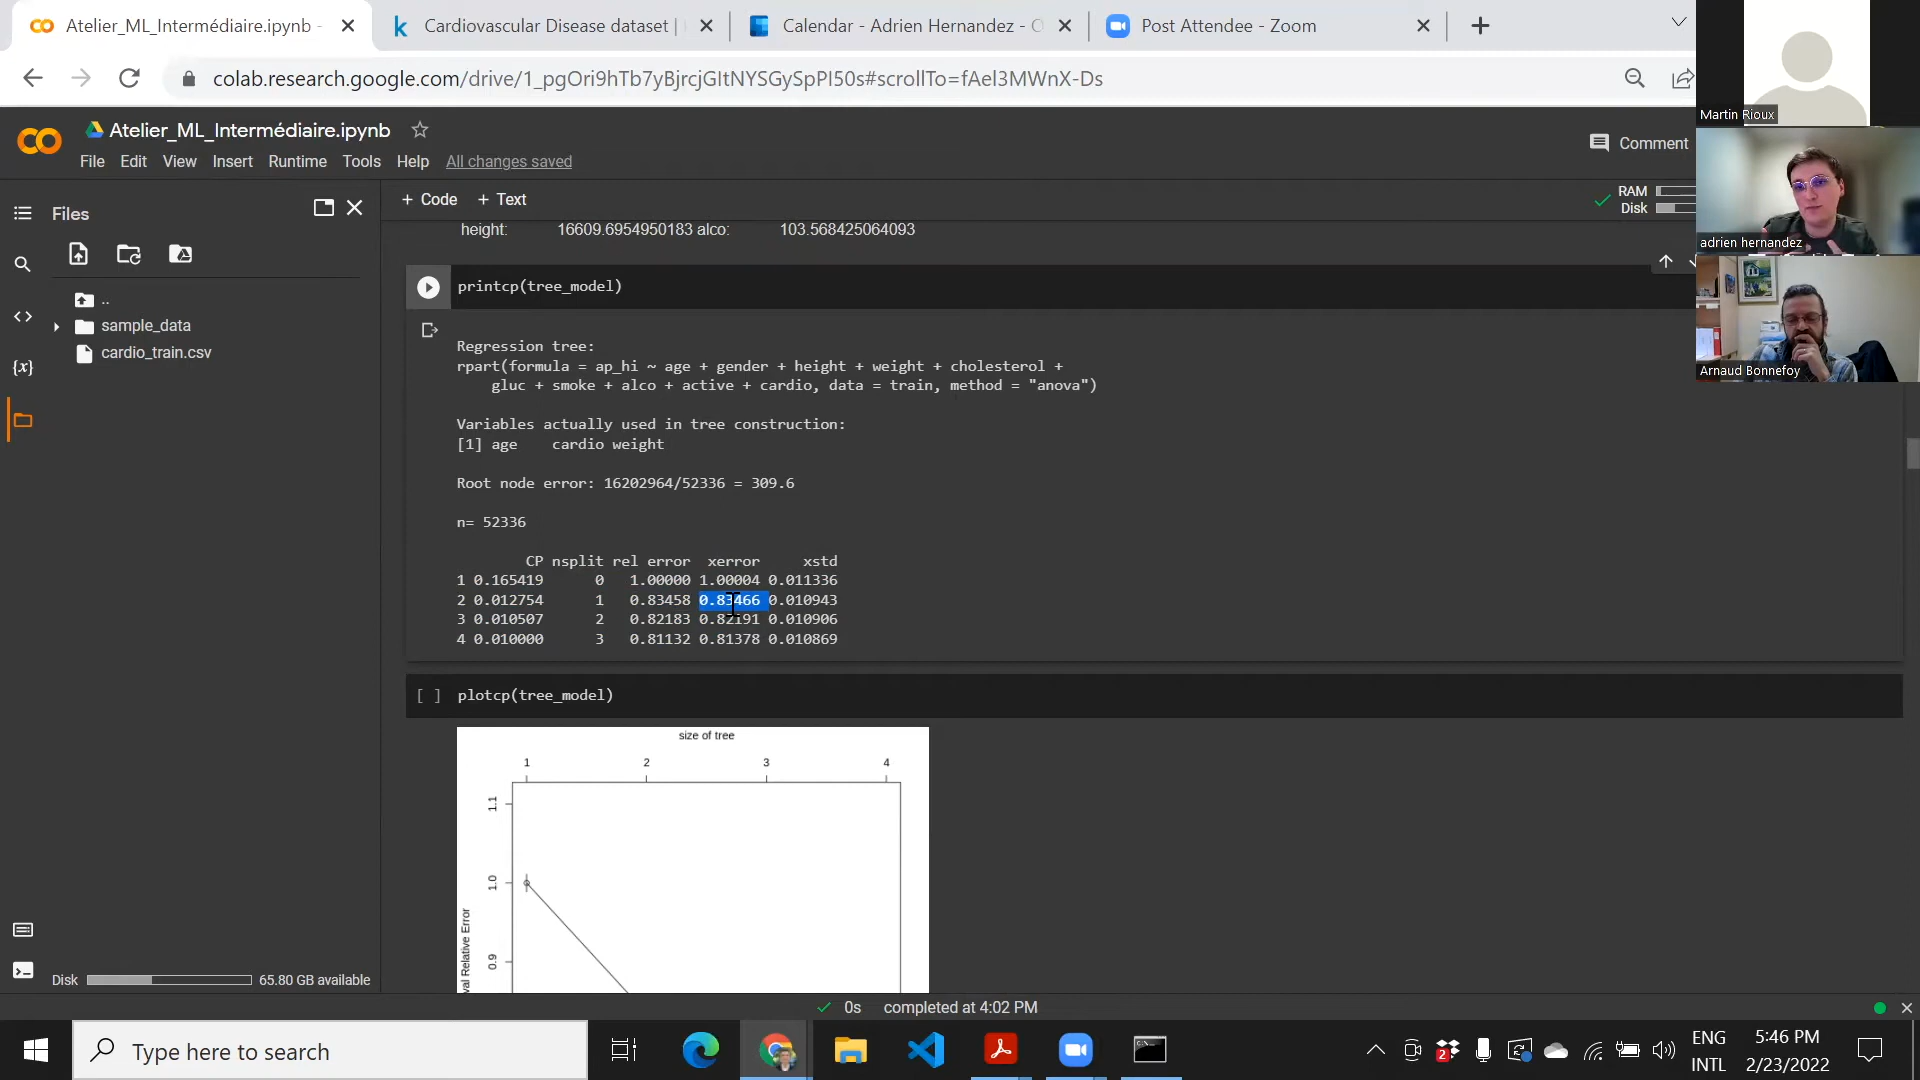 Atelier_ML_Intermédiaire.ipynb -
Cardiovascular Disease dataset |
Calendar - Adrien Hernandez - O
Post Attendee - Zoom
colab.research.google.com/drive/1_pgOri9hTb7yBjrcjGItNYSGySpPI50s#scrollTo=fAel3MWnX-Ds
Martin Rioux
adrien hernandez
Arnaud Bonnefoy
Atelier_ML_Intermédiaire.ipynb
Comment
File Edit View Insert Runtime Tools Help All changes saved
+ Code + Text
RAM
Disk
Files
..
sample_data
cardio_train.csv
height: 16609.6954950183 alco: 103.568425064093
printcp(tree_model)
Regression tree:
rpart(formula = ap_hi ~ age + gender + height + weight + cholesterol +
gluc + smoke + alco + active + cardio, data = train, method = "anova")
Variables actually used in tree construction:
[1] age cardio weight
Root node error: 16202964/52336 = 309.6
n= 52336
CP nsplit rel error xerror xstd
1 0.165419 0 1.00000 1.00004 0.011336
2 0.012754 1 0.83458 0.83466 0.010943
3 0.010507 2 0.82183 0.82191 0.010906
4 0.010000 3 0.81132 0.81378 0.010869
[ ] plotcp(tree_model)
size of tree
1 2 3 4
1.1
1.0
0.9
val Relative Error
Disk 65.80 GB available
0s completed at 4:02 PM
Type here to search
2
ENG
INTL
5:46 PM
2/23/2022